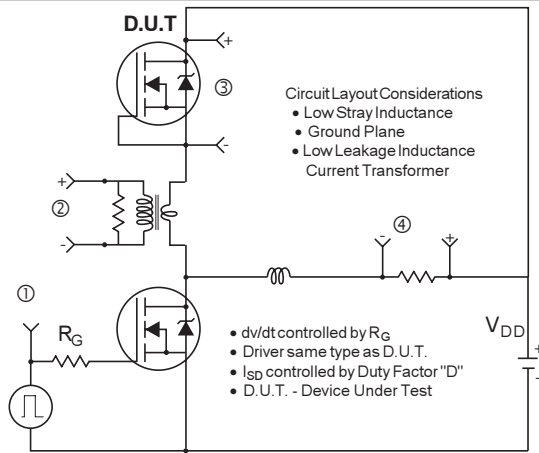 D.U.T
+
③
-
Circuit Layout Considerations
• Low Stray Inductance
• Ground Plane
• Low Leakage Inductance
Current Transformer
+
②
-
④
-
+
①
RG
VDD
+
-
• dv/dt controlled by RG
• Driver same type as D.U.T.
• ISD controlled by Duty Factor "D"
• D.U.T. - Device Under Test